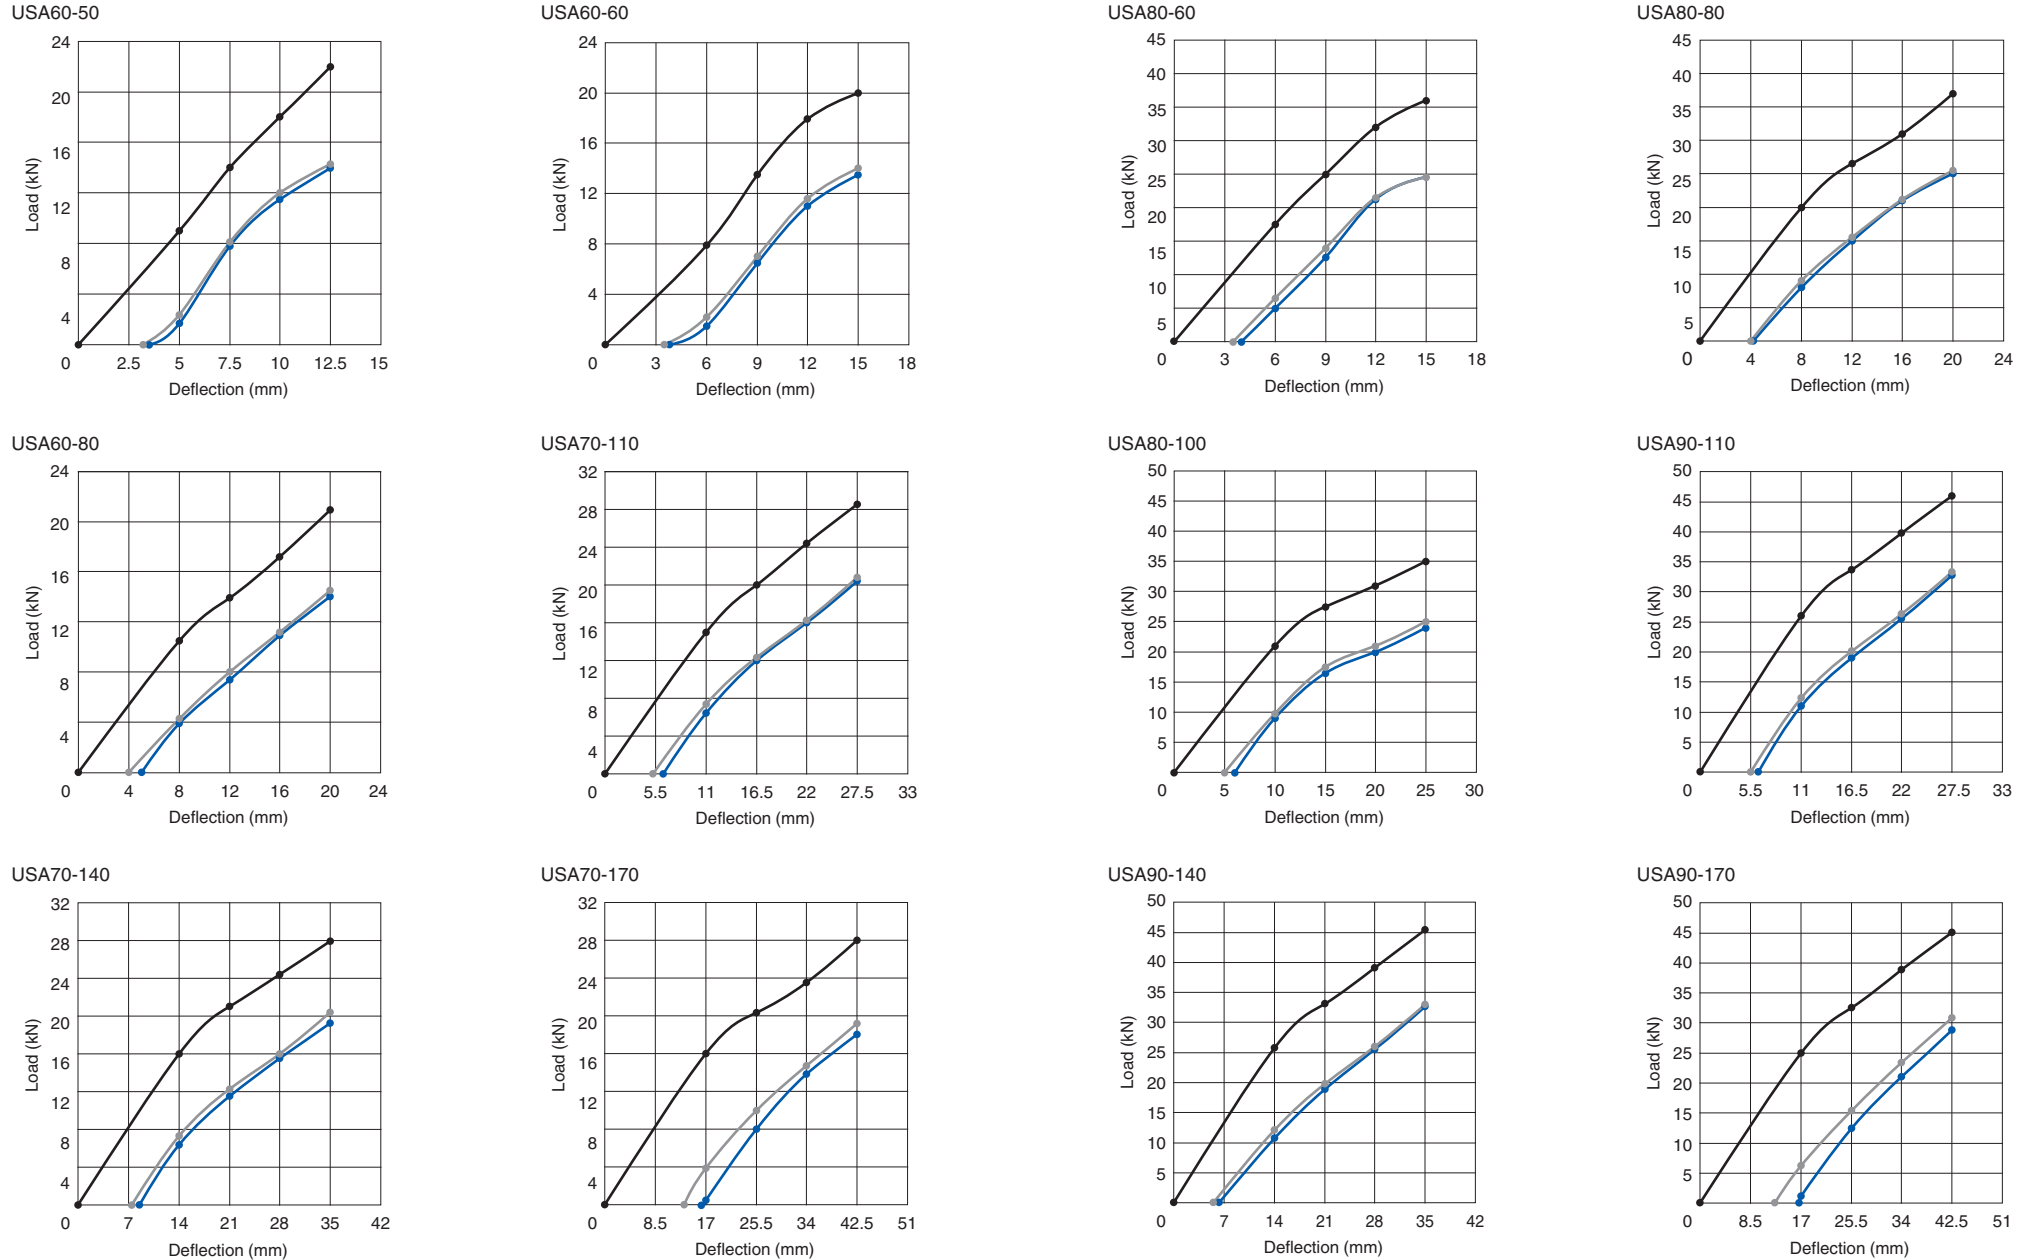 USA60-50
24
20
16
12
8
4
0
Load (kN)
2.5 5 7.5 10 12.5 15
Deflection (mm)
USA60-60
24
20
16
12
8
4
0
Load (kN)
3 6 9 12 15 18
Deflection (mm)
USA80-60
45
40
35
30
25
20
15
10
5
0
Load (kN)
3 6 9 12 15 18
Deflection (mm)
USA80-80
45
40
35
30
25
20
15
10
5
0
Load (kN)
4 8 12 16 20 24
Deflection (mm)
USA60-80
24
20
16
12
8
4
0
Load (kN)
4 8 12 16 20 24
Deflection (mm)
USA70-110
32
28
24
20
16
12
8
4
0
Load (kN)
5.5 11 16.5 22 27.5 33
Deflection (mm)
USA80-100
50
45
40
35
30
25
20
15
10
5
0
Load (kN)
5 10 15 20 25 30
Deflection (mm)
USA90-110
50
45
40
35
30
25
20
15
10
5
0
Load (kN)
5.5 11 16.5 22 27.5 33
Deflection (mm)
USA70-140
32
28
24
20
16
12
8
4
0
Load (kN)
7 14 21 28 35 42
Deflection (mm)
USA70-170
32
28
24
20
16
12
8
4
0
Load (kN)
8.5 17 25.5 34 42.5 51
Deflection (mm)
USA90-140
50
45
40
35
30
25
20
15
10
5
0
Load (kN)
7 14 21 28 35 42
Deflection (mm)
USA90-170
50
45
40
35
30
25
20
15
10
5
0
Load (kN)
8.5 17 25.5 34 42.5 51
Deflection (mm)